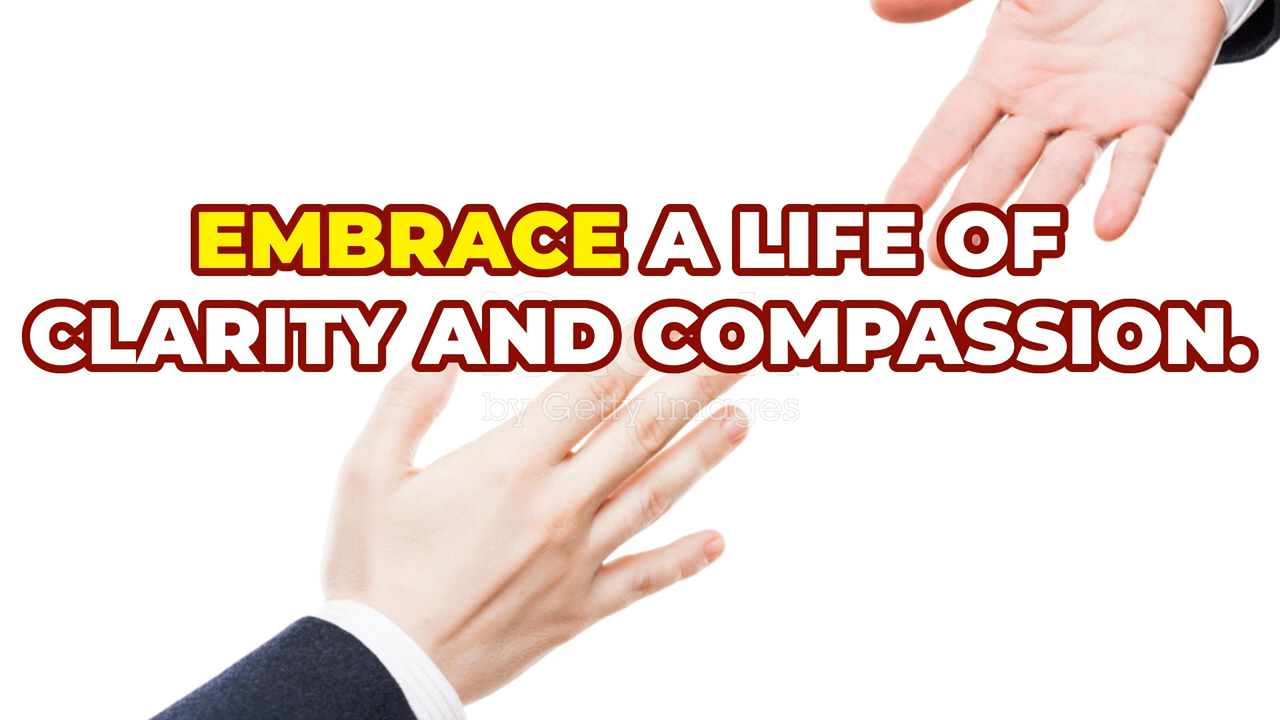 EMBRACE A LIFE OF
CLARITY AND COMPASSION.
by Getty Images